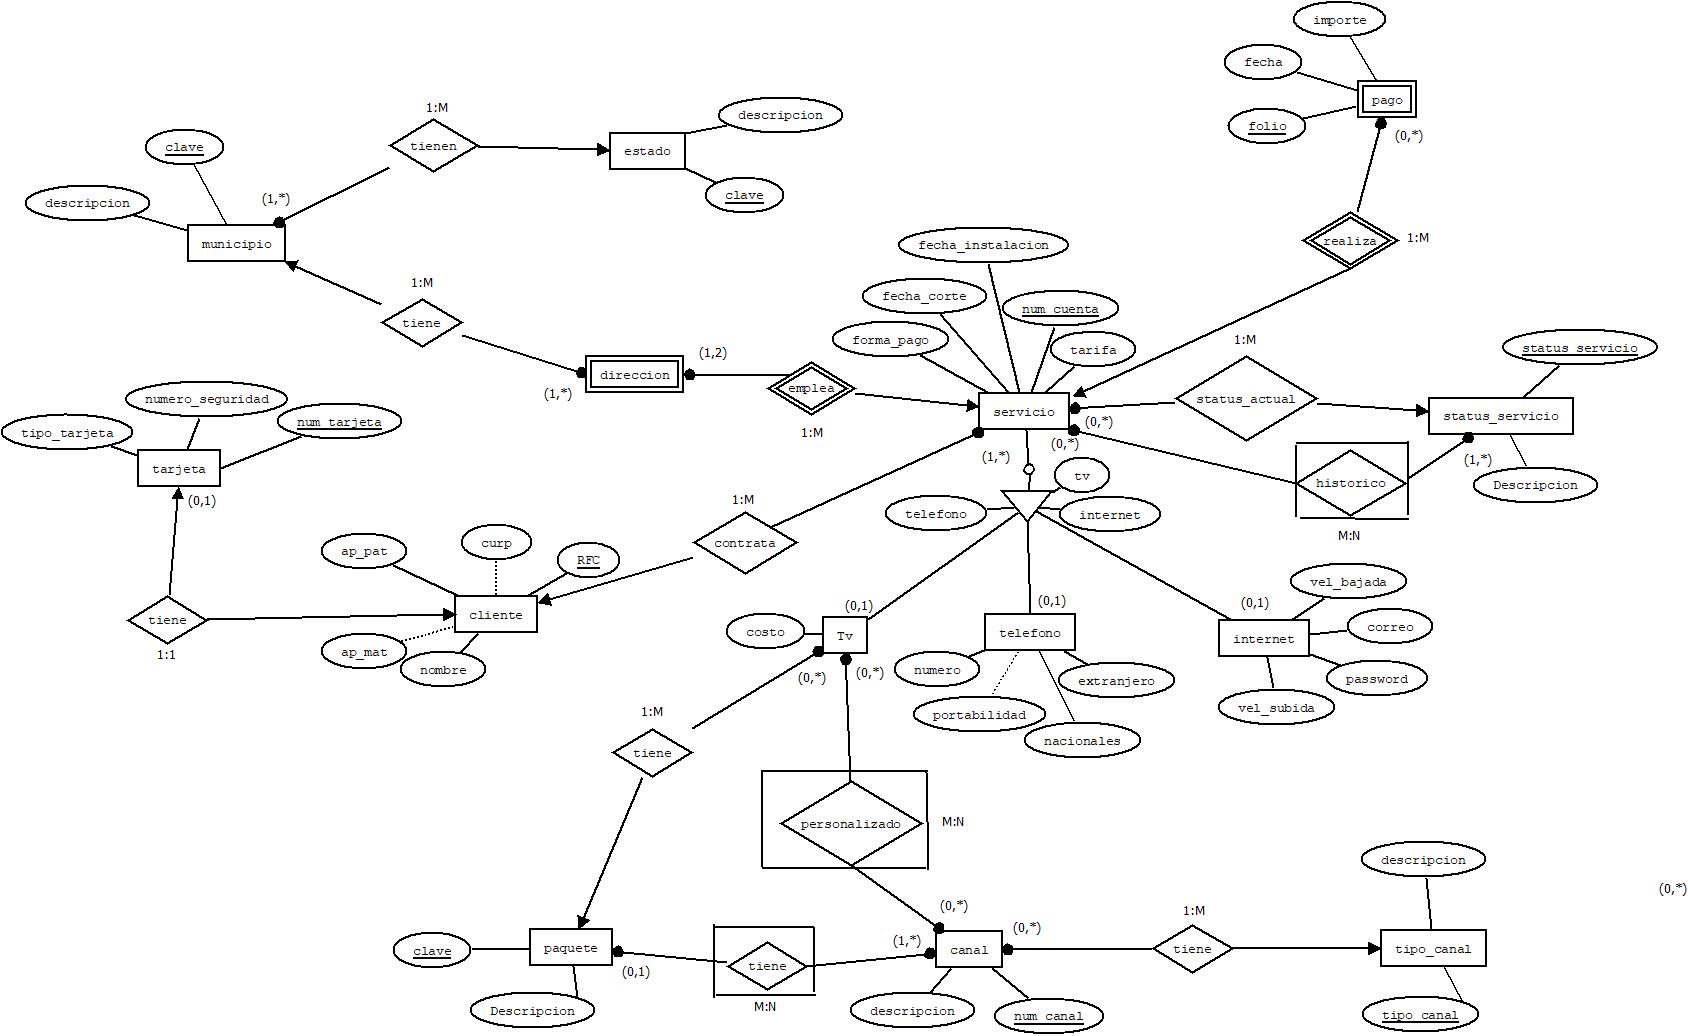 importe
fecha
pago
folio
(0,*)
1:M
tienen
descripcion
estado
clave
clave
descripcion
(1,*)
municipio
realiza
1:M
fecha_instalacion
fecha_corte
num_cuenta
forma_pago
tarifa
1:M
tiene
(1,2)
direccion
(1,*)
emplea
1:M
servicio
1:M
status_actual
(0,*)
(0,*)
status_servicio
status_servicio
(1,*)
Descripcion
historico
M:N
numero_seguridad
tipo_tarjeta
num_tarjeta
tarjeta
(0,1)
(1,*)
tv
telefono
internet
1:M
contrata
curp
ap_pat
RFC
cliente
tiene
1:1
ap_mat
nombre
(0,1)
costo
Tv
(0,*)
(0,*)
(0,1)
telefono
numero
extranjero
portabilidad
nacionales
(0,1)
vel_bajada
internet
correo
password
vel_subida
1:M
tiene
personalizado
M:N
descripcion
(0,*)
(0,*)
(0,*)
1:M
clave
paquete
(0,1)
tiene
(1,*)
canal
tiene
tipo_canal
Descripcion
M:N
descripcion
num_canal
tipo_canal